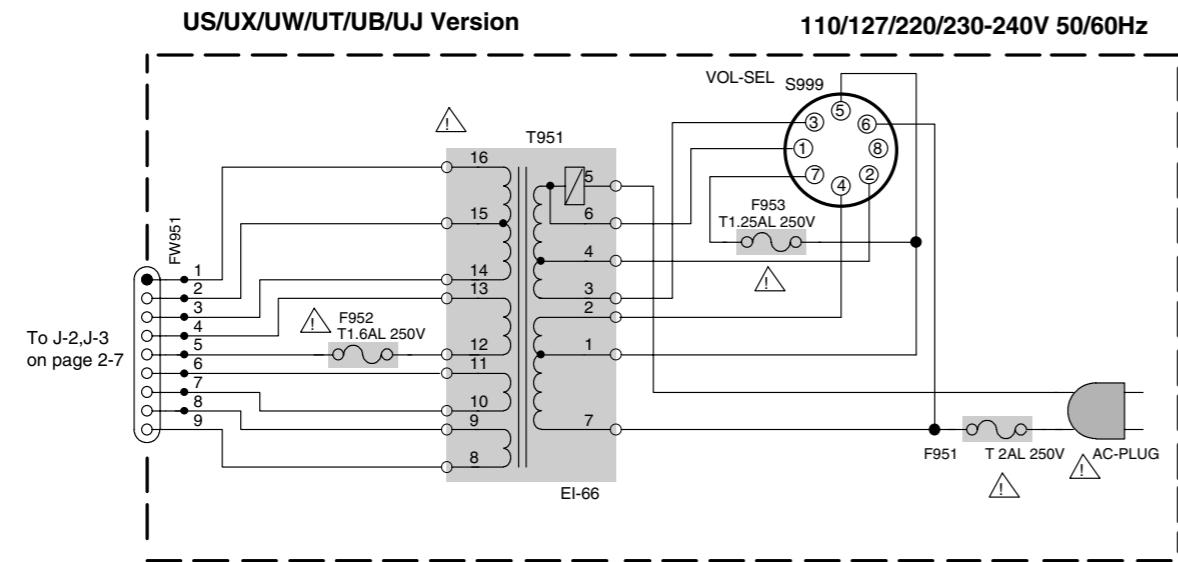 US/UX/UW/UT/UB/UJ Version
110/127/220/230-240V 50/60Hz
VOL-SEL
S999
5
3
6
1
8
7
4
2
!
T951
16
5
15
6
F953
T1.25AL 250V
4
!
FW951
1
14
3
2
13
2
3
4
5
6
7
8
9
!
F952
T1.6AL 250V
12
1
11
10
9
7
8
To J-2,J-3
on page 2-7
F951
T 2AL 250V
!
!
AC-PLUG
EI-66